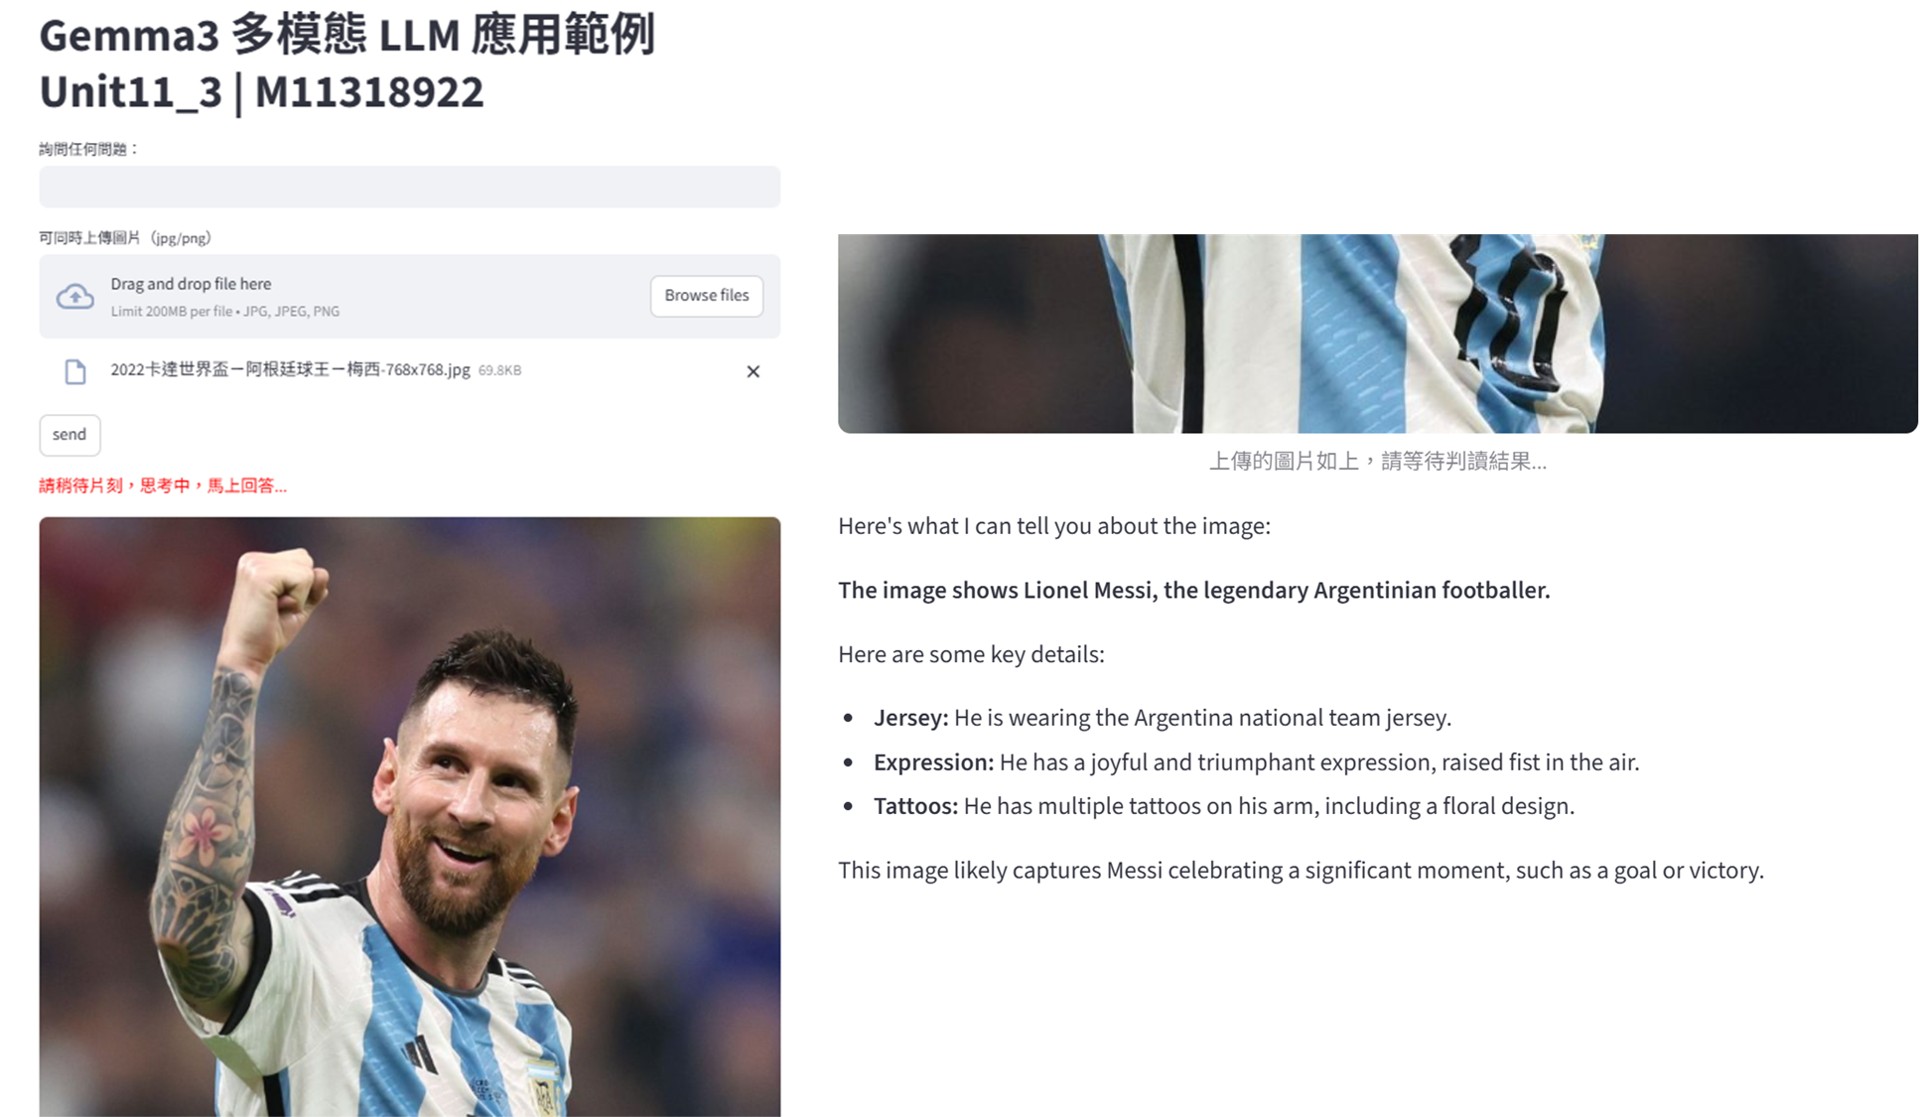 Gemma3 多模態 LLM 應用範例
Unit11_3 | M11318922
詢問任何問題：
可同時上傳圖片（jpg/png）
Drag and drop file here
Limit 200MB per file • JPG, JPEG, PNG
Browse files
2022卡達世界盃－阿根廷球王－梅西-768x768.jpg 69.8KB
send
請稍待片刻，思考中，馬上回答...
10
上傳的圖片如上，請等待判讀結果...
Here's what I can tell you about the image:
The image shows Lionel Messi, the legendary Argentinian footballer.
Here are some key details:
• Jersey: He is wearing the Argentina national team jersey.
• Expression: He has a joyful and triumphant expression, raised fist in the air.
• Tattoos: He has multiple tattoos on his arm, including a floral design.
This image likely captures Messi celebrating a significant moment, such as a goal or victory.